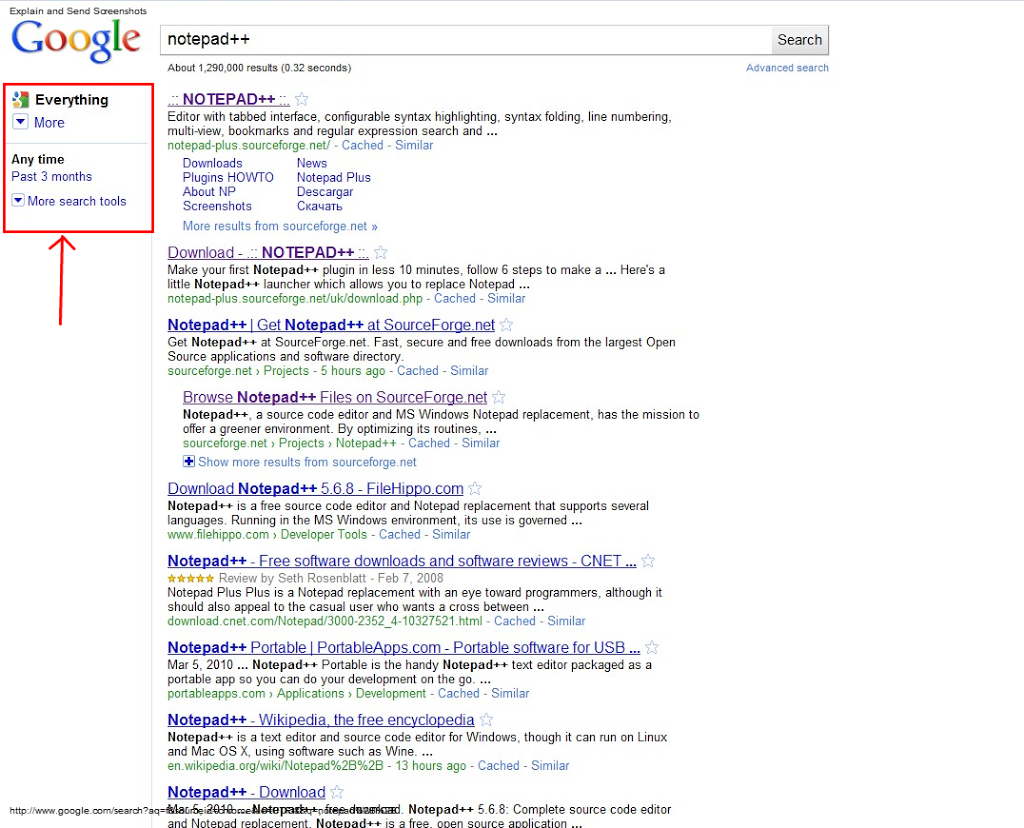 Explain and Send Screenshots
Google
notepad++
Search
About 1,290,000 results (0.32 seconds)
Advanced search
Everything
More
Any time
Past 3 months
More search tools
.:: NOTEPAD++ ::.
Editor with tabbed interface, configurable syntax highlighting, syntax folding, line numbering,
multi-view, bookmarks and regular expression search and ...
notepad-plus.sourceforge.net/ - Cached - Similar
Downloads News
Plugins HOWTO Notepad Plus
About NP Descargar
Screenshots Скачать
More results from sourceforge.net »
Download - .:: NOTEPAD++ ::.
Make your first Notepad++ plugin in less 10 minutes, follow 6 steps to make a ... Here's a
little Notepad++ launcher which allows you to replace Notepad ...
notepad-plus.sourceforge.net/uk/download.php - Cached - Similar
Notepad++ | Get Notepad++ at SourceForge.net
Get Notepad++ at SourceForge.net. Fast, secure and free downloads from the largest Open
Source applications and software directory.
sourceforge.net › Projects - 5 hours ago - Cached - Similar
Browse Notepad++ Files on SourceForge.net
Notepad++, a source code editor and MS Windows Notepad replacement, has the mission to
offer a greener environment. By optimizing its routines, ...
sourceforge.net › Projects › Notepad++ - Cached - Similar
Show more results from sourceforge.net
Download Notepad++ 5.6.8 - FileHippo.com
Notepad++ is a free source code editor and Notepad replacement that supports several
languages. Running in the MS Windows environment, its use is governed ...
www.filehippo.com › Developer Tools - Cached - Similar
Notepad++ - Free software downloads and software reviews - CNET ...
Review by Seth Rosenblatt - Feb 7, 2008
Notepad Plus Plus is a Notepad replacement with an eye toward programmers, although it
should also appeal to the casual user who wants a cross between ...
download.cnet.com/Notepad/3000-2352_4-10327521.html - Cached - Similar
Notepad++ Portable | PortableApps.com - Portable software for USB ...
Mar 5, 2010 ... Notepad++ Portable is the handy Notepad++ text editor packaged as a
portable app so you can do your development on the go. ...
portableapps.com › Applications › Development - Cached - Similar
Notepad++ - Wikipedia, the free encyclopedia
Notepad++ is a text editor and source code editor for Windows, though it can run on Linux
and Mac OS X, using software such as Wine. ...
en.wikipedia.org/wiki/Notepad%2B%2B - 13 hours ago - Cached - Similar
Notepad++ - Download
Mar 5, 2010 ... Notepad++, free download. Notepad++ 5.6.8: Complete source code editor
and Notepad replacement. Notepad++ is a free, open source application ...
http://www.google.com/search?aq=